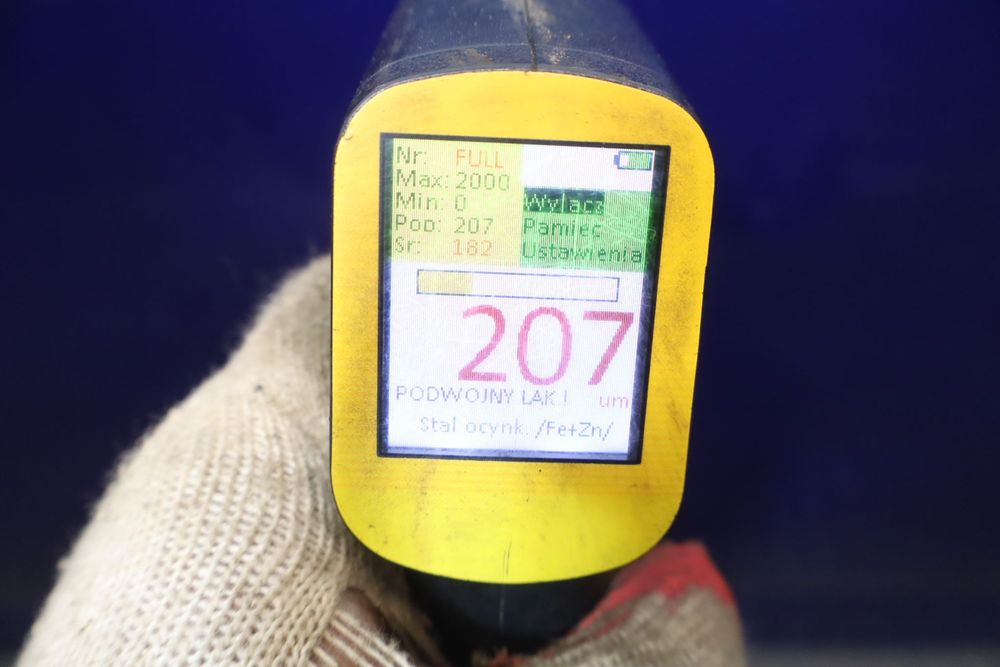 Nr: FULL
Max: 2000
Min: 0
Pop: 207
Sr: 182
Wylacz
Pamiec
Ustawienia
207
um
PODWOJNY LAK.!
Stal ocynk. /Fe+Zn/